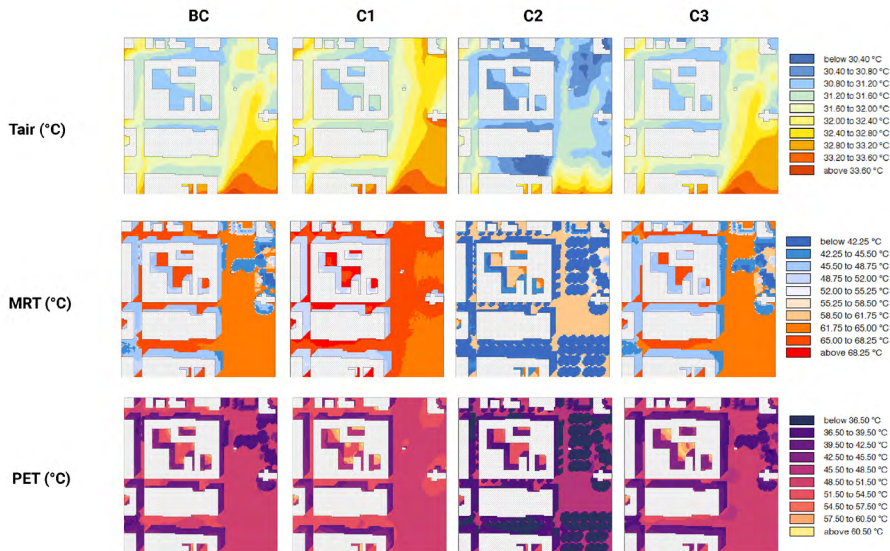 BC C1 C2 C3
Tair (°C)
below 30.40 °C
30.40 to 30.80 °C
30.80 to 31.20 °C
31.20 to 31.60 °C
31.60 to 32.00 °C
32.00 to 32.40 °C
32.40 to 32.80 °C
32.80 to 33.20 °C
33.20 to 33.60 °C
above 33.60 °C
MRT (°C)
below 42.25 °C
42.25 to 45.50 °C
45.50 to 48.75 °C
48.75 to 52.00 °C
52.00 to 55.25 °C
55.25 to 58.50 °C
58.50 to 61.75 °C
61.75 to 65.00 °C
65.00 to 68.25 °C
above 68.25 °C
PET (°C)
below 36.50 °C
36.50 to 39.50 °C
39.50 to 42.50 °C
42.50 to 45.50 °C
45.50 to 48.50 °C
48.50 to 51.50 °C
51.50 to 54.50 °C
54.50 to 57.50 °C
57.50 to 60.50 °C
above 60.50 °C